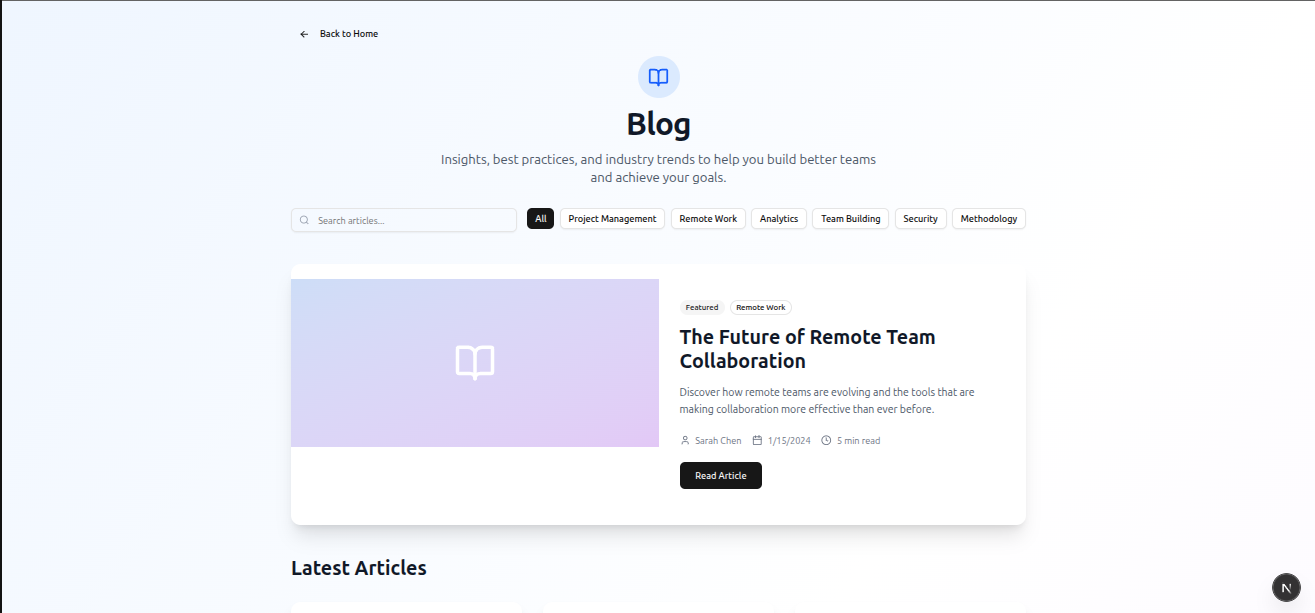 Back to Home
Blog
Insights, best practices, and industry trends to help you build better teams
and achieve your goals.
Search articles...
All
Project Management
Remote Work
Analytics
Team Building
Security
Methodology
Featured
Remote Work
The Future of Remote Team
Collaboration
Discover how remote teams are evolving and the tools that are
making collaboration more effective than ever before.
Sarah Chen
1/15/2024
5 min read
Read Article
Latest Articles
N